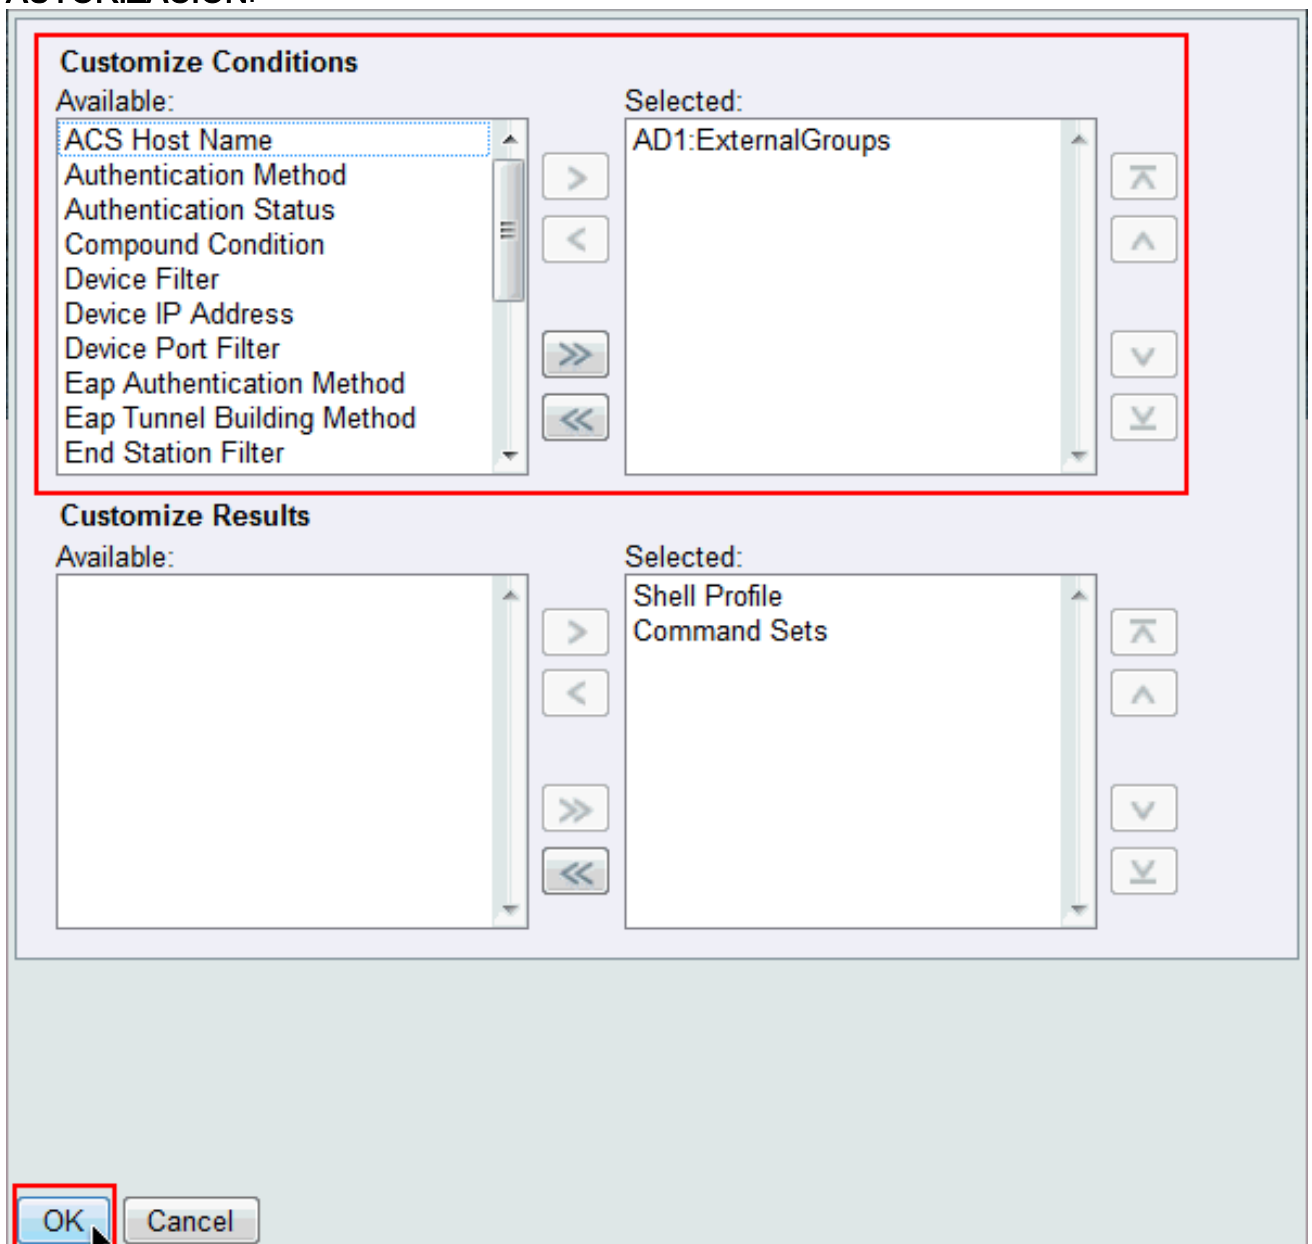 AUTORIZACIÓN:
Customize Conditions
Available:
Selected:
ACS Host Name
Authentication Method
Authentication Status
Compound Condition
Device Filter
Device IP Address
Device Port Filter
Eap Authentication Method
Eap Tunnel Building Method
End Station Filter
AD1:ExternalGroups
Customize Results
Available:
Selected:
Shell Profile
Command Sets
OK
Cancel